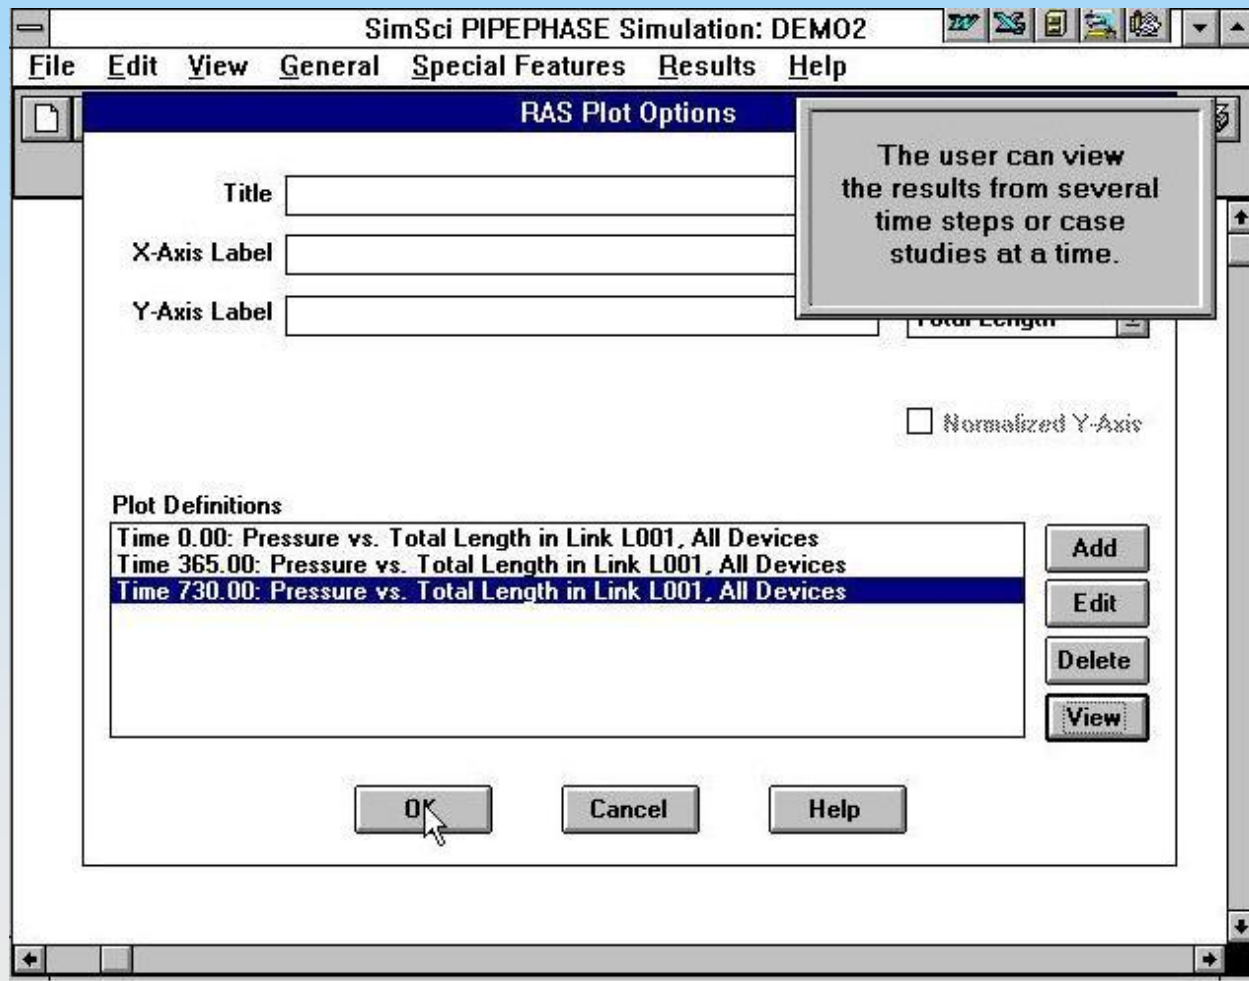 SimSci PIPEPHASE Simulation: DEMO2
File Edit View General Special Features Results Help
RAS Plot Options
The user can view
the results from several
time steps or case
studies at a time.
Title
X-Axis Label
Y-Axis Label
Total Length
Normalized Y-Axis
Plot Definitions
Time 0.00: Pressure vs. Total Length in Link L001, All Devices
Time 365.00: Pressure vs. Total Length in Link L001, All Devices
Time 730.00: Pressure vs. Total Length in Link L001, All Devices
Add
Edit
Delete
View
OK Cancel Help